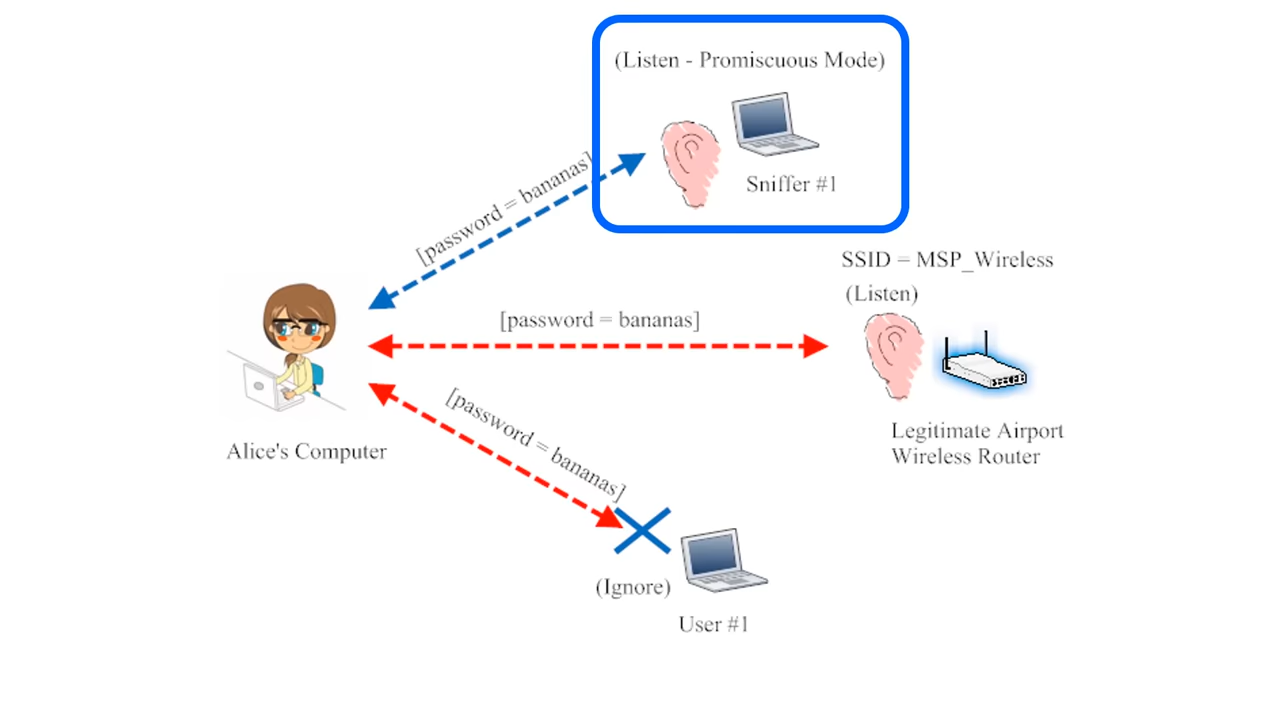 (Listen - Promiscuous Mode)
Sniffer #1
[password = bananas]
SSID = MSP_Wireless
(Listen)
[password = bananas]
Legitimate Airport
Wireless Router
Alice's Computer
[password = bananas]
(Ignore)
User #1